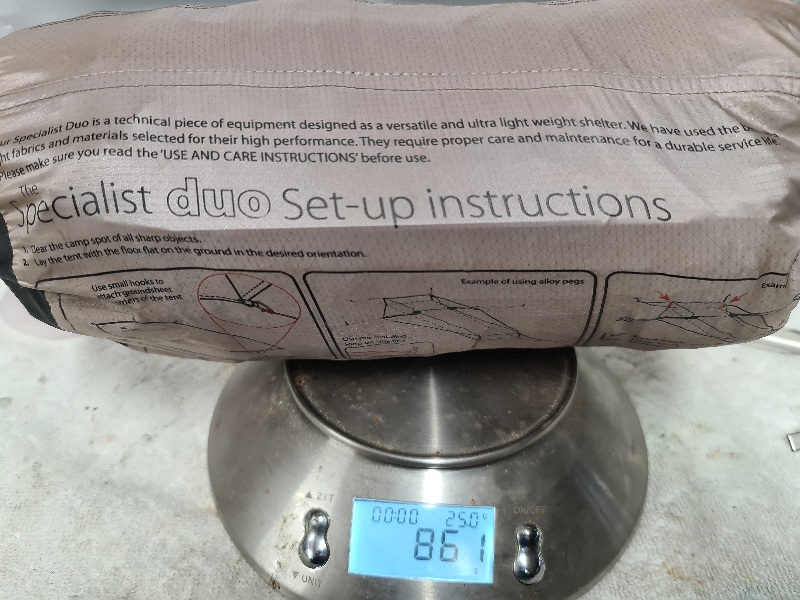 Specialist Duo is a technical piece of equipment designed as a versatile and ultra light weight shelter. We have used the
fabrics and materials selected for their high performance. They require proper care and maintenance for a durable service life.
Please make sure you read the 'USE AND CARE INSTRUCTIONS' before use.
The
Specialist duo Set-up instructions
1. Clear the camp spot of all sharp objects.
2. Lay the tent with the floor flat on the ground in the desired orientation.
Use small hooks to
attach groundsheet
of the tent
Example of using alloy pegs
▲ Z/T
ON/OFF
00:00 25.0°
861
g
▼ UNIT